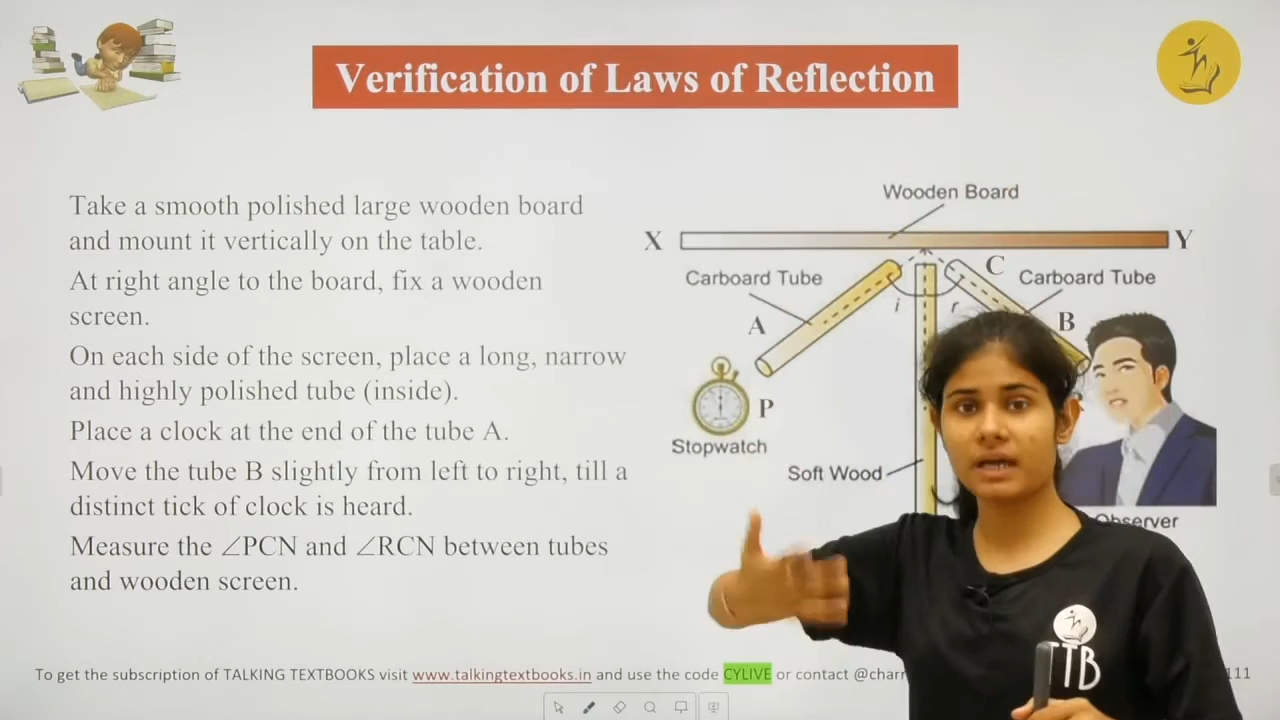 Verification of Laws of Reflection
Take a smooth polished large wooden board
and mount it vertically on the table.
At right angle to the board, fix a wooden
screen.
On each side of the screen, place a long, narrow
and highly polished tube (inside).
Place a clock at the end of the tube A.
Move the tube B slightly from left to right, till a
distinct tick of clock is heard.
Measure the ∠PCN and ∠RCN between tubes
and wooden screen.
Wooden Board
X
Y
Carboard Tube
C
Carboard Tube
i
r
A
B
P
Stopwatch
Soft Wood
Observer
TTB
To get the subscription of TALKING TEXTBOOKS visit www.talkingtextbooks.in and use the code CYLIVE or contact @charr
111